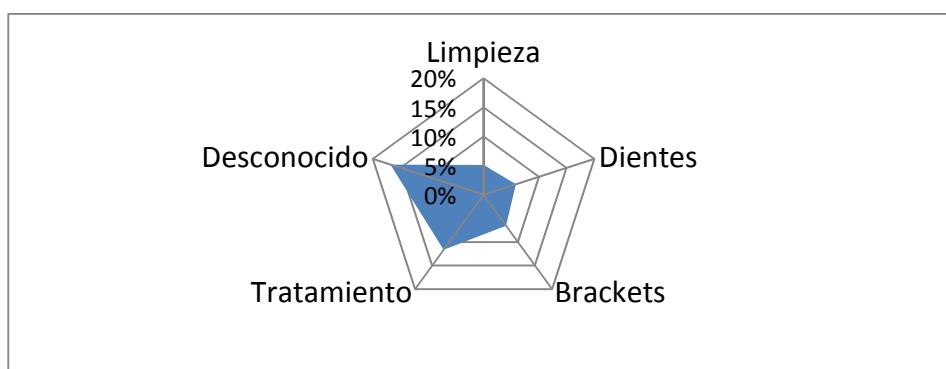 Limpieza
20%
15%
10%
5%
0%
Desconocido
Dientes
Tratamiento
Brackets